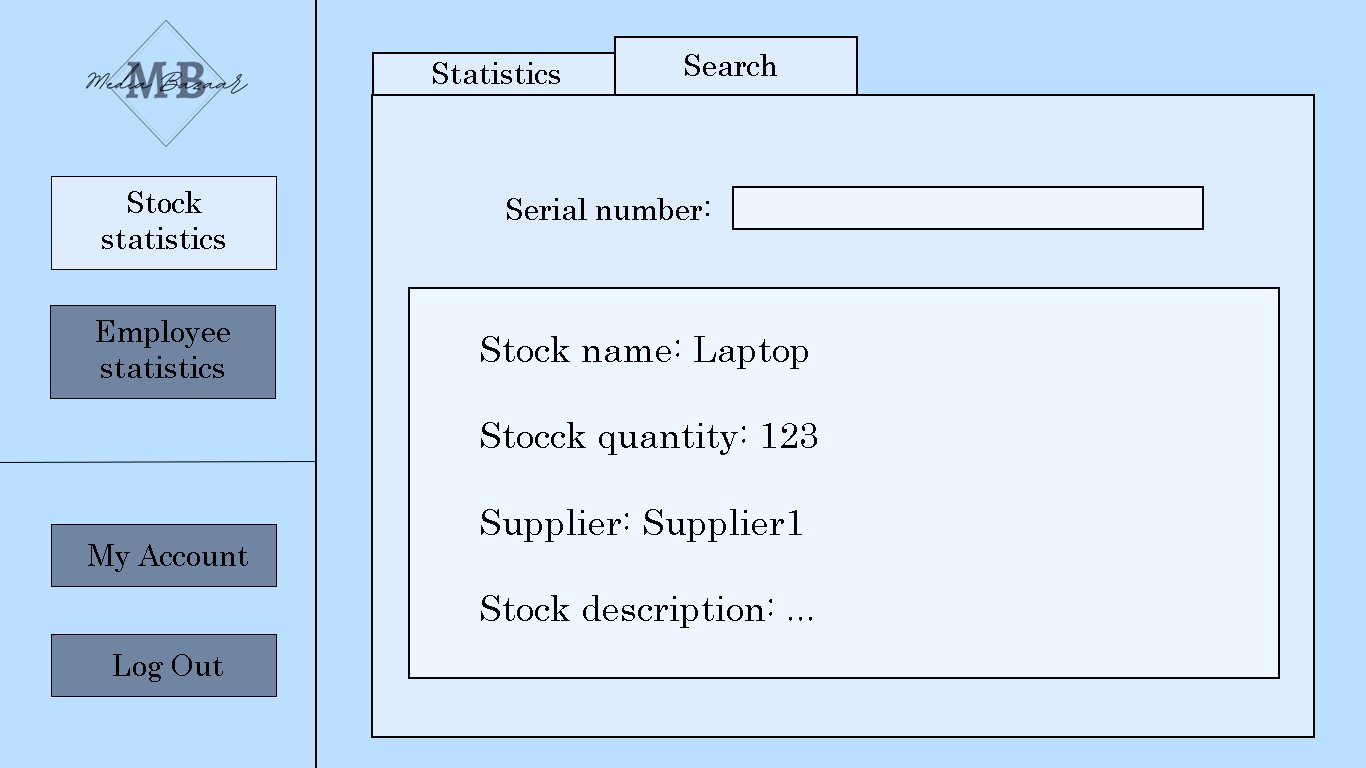 MB
Media Bazaar
Stock
statistics
Employee
statistics
My Account
Log Out
Statistics
Search
Serial number:
Stock name: Laptop
Stocck quantity: 123
Supplier: Supplier1
Stock description: ...